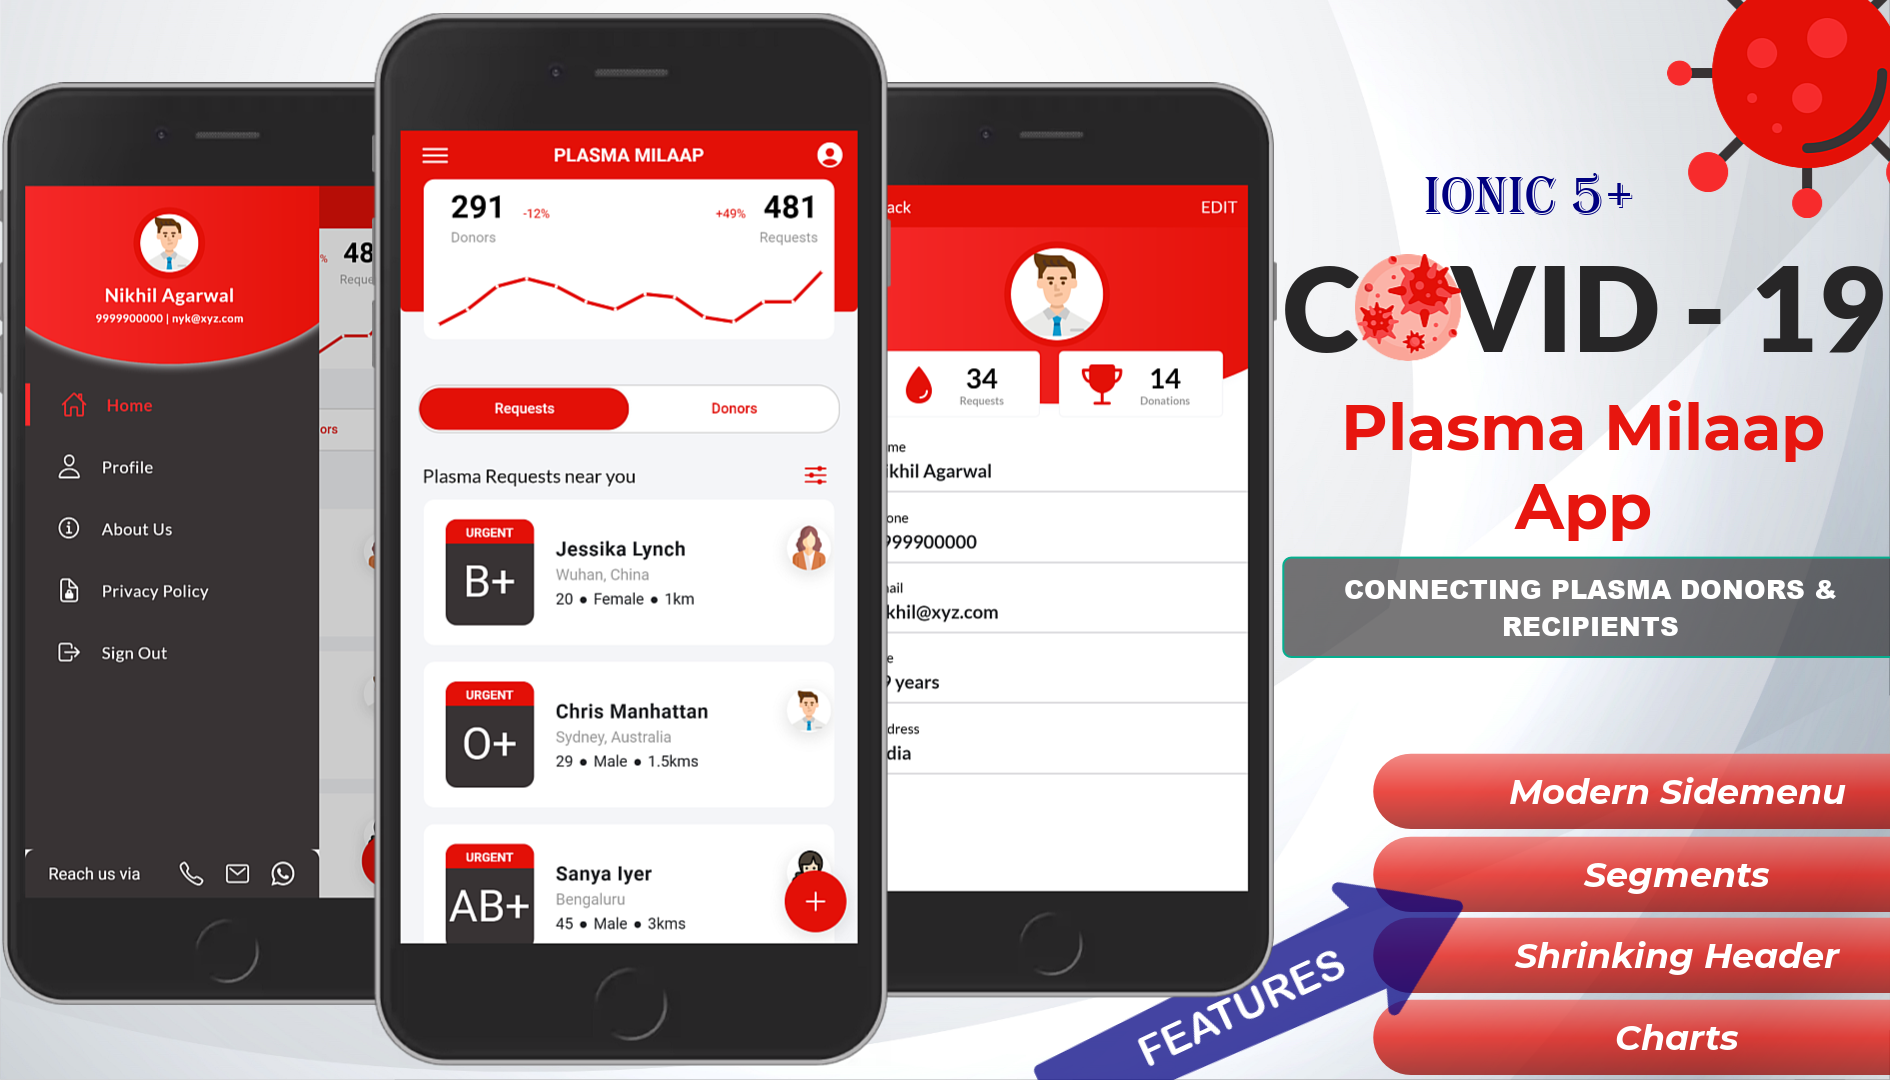 Nikhil Agarwal
9999900000 | nyk@xyz.com
Home
Profile
About Us
Privacy Policy
Sign Out
Reach us via
%
48
Reque
ors
PLASMA MILAAP
291 -12%
Donors
+49% 481
Requests
Requests
Donors
Plasma Requests near you
URGENT
B+
Jessika Lynch
Wuhan, China
20 ● Female ● 1km
URGENT
O+
Chris Manhattan
Sydney, Australia
29 ● Male ● 1.5kms
URGENT
AB+
Sanya Iyer
Bengaluru
45 ● Male ● 3kms
+
ack
EDIT
34
Requests
14
Donations
me
khil Agarwal
one
999900000
ail
khil@xyz.com
e
years
dress
dia
IONIC 5+
COVID - 19
Plasma Milaap
App
CONNECTING PLASMA DONORS &
RECIPIENTS
FEATURES
Modern Sidemenu
Segments
Shrinking Header
Charts